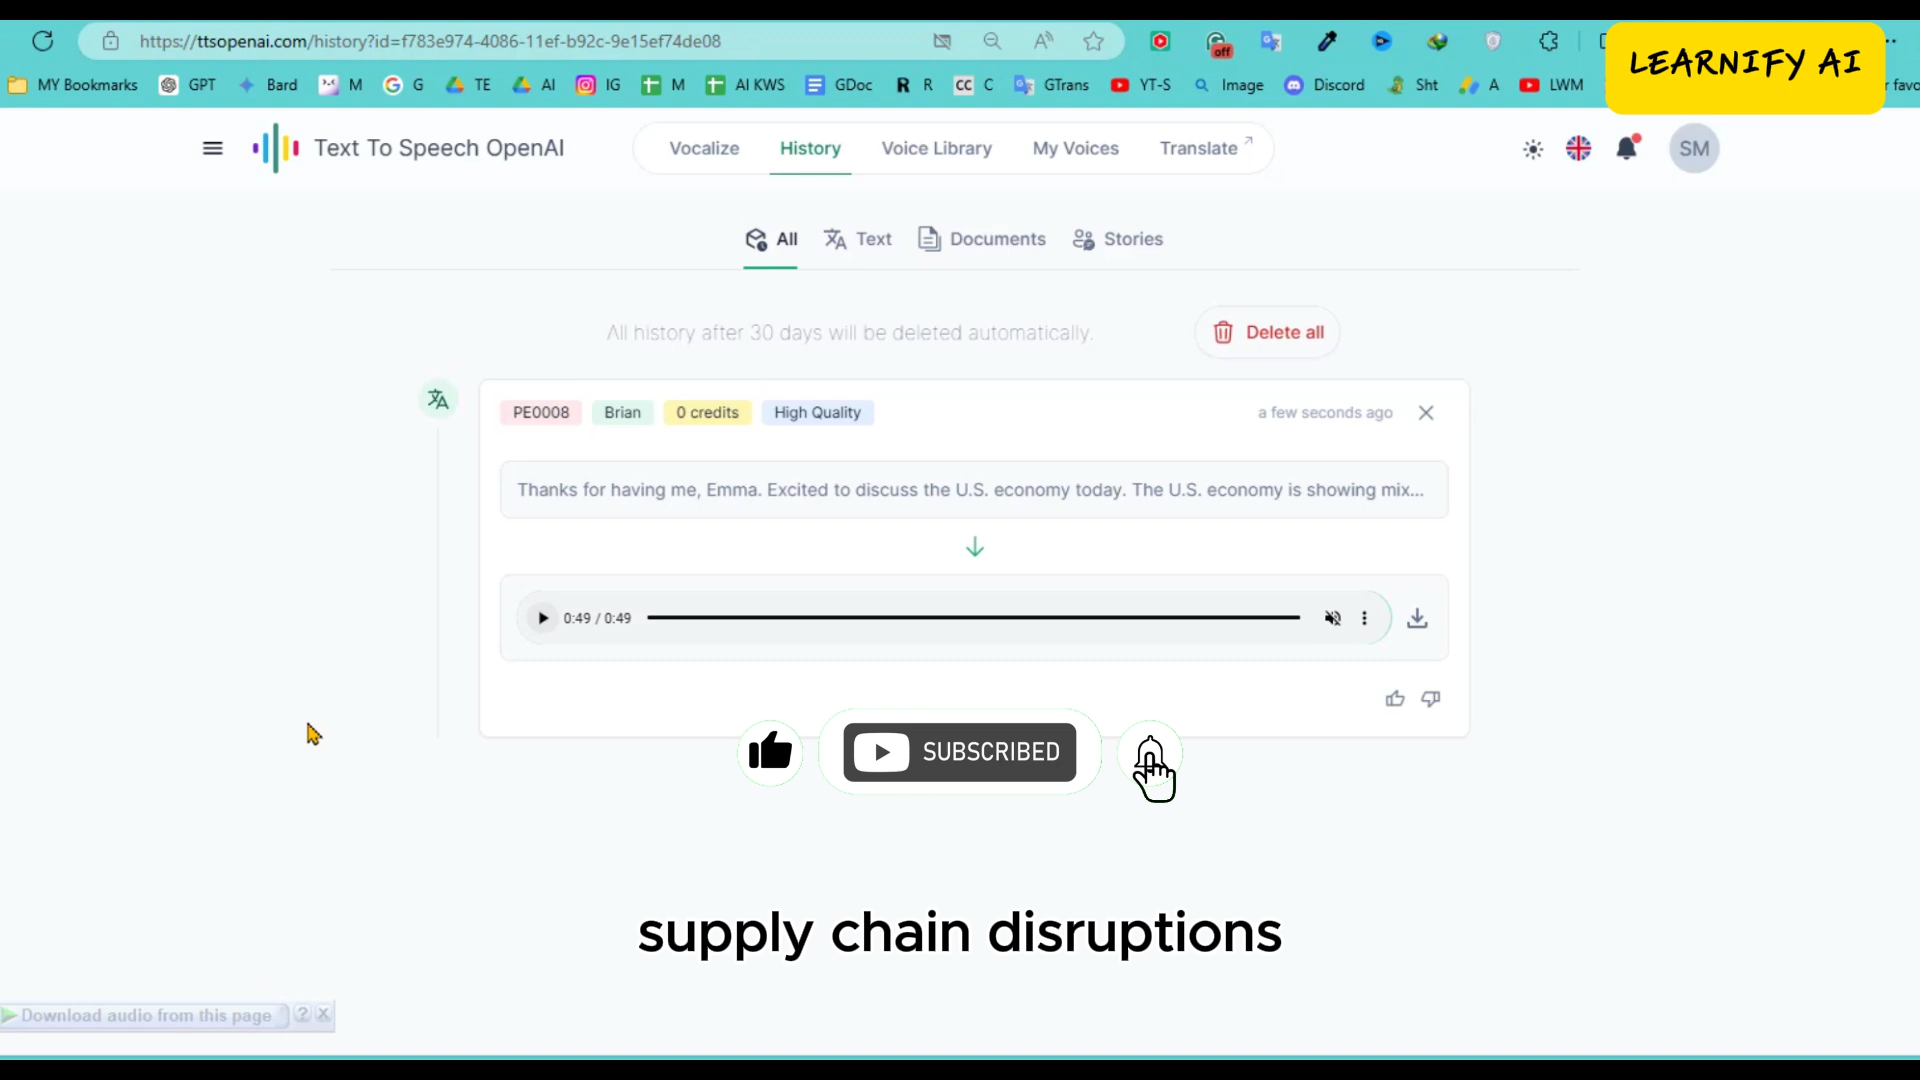 https://ttsopenai.com/history?id=f783e974-4086-11ef-b92c-9e15ef74de08
off
LEARNIFY AI
MY Bookmarks GPT Bard M G TE AI IG M AI KWS GDoc R R CC C GTrans YT-S Image Discord Sht A LWM r favo
Text To Speech OpenAI
Vocalize History Voice Library My Voices Translate
SM
All Text Documents Stories
All history after 30 days will be deleted automatically.
Delete all
PE0008 Brian 0 credits High Quality
a few seconds ago
Thanks for having me, Emma. Excited to discuss the U.S. economy today. The U.S. economy is showing mix...
0:49 / 0:49
SUBSCRIBED
supply chain disruptions
Download audio from this page ? X